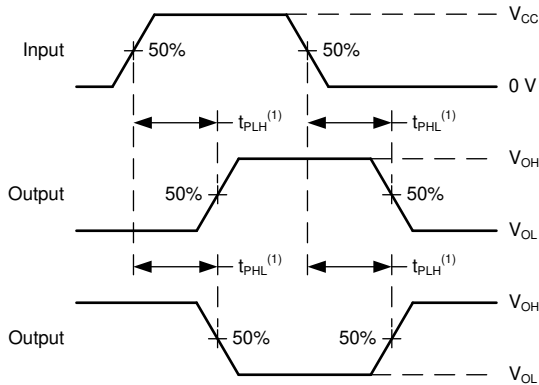 V_CC
Input 50% 50%
0 V
t_PLH^(1) t_PHL^(1)
V_OH
Output 50% 50%
V_OL
t_PHL^(1) t_PLH^(1)
V_OH
Output 50% 50%
V_OL